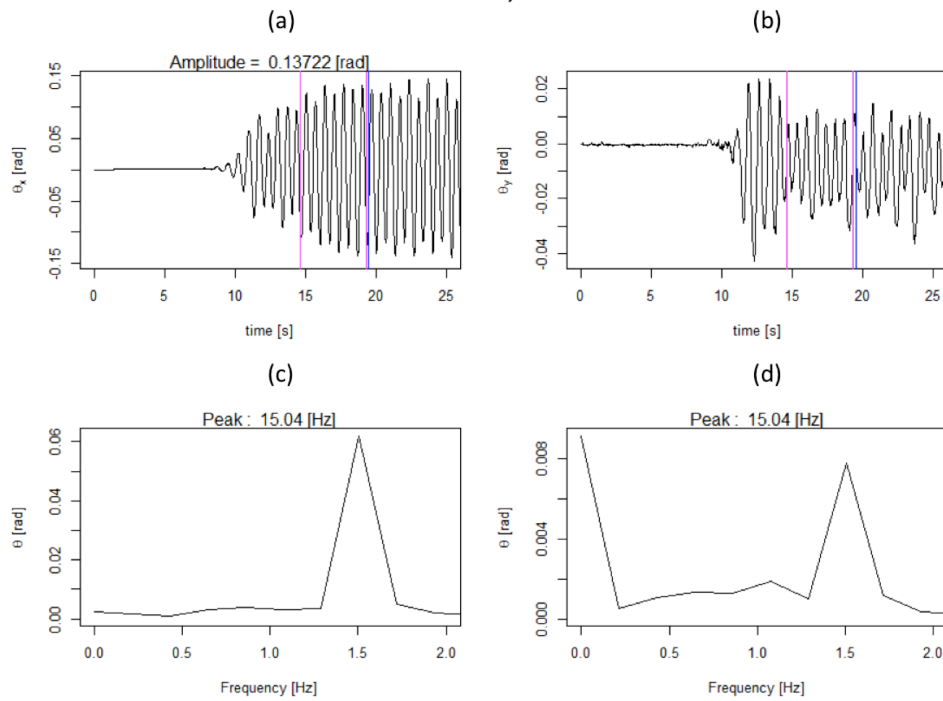 (a)
(b)
Amplitude = 0.13722 [rad]
θx [rad]
0.15
0.05
-0.05
-0.15
0 5 10 15 20 25
time [s]
θy [rad]
0.02
0.00
-0.02
-0.04
0 5 10 15 20 25
time [s]
(c)
(d)
Peak : 15.04 [Hz]
θ [rad]
0.06
0.04
0.02
0.00
0.0 0.5 1.0 1.5 2.0
Frequency [Hz]
Peak : 15.04 [Hz]
θ [rad]
0.008
0.004
0.000
0.0 0.5 1.0 1.5 2.0
Frequency [Hz]